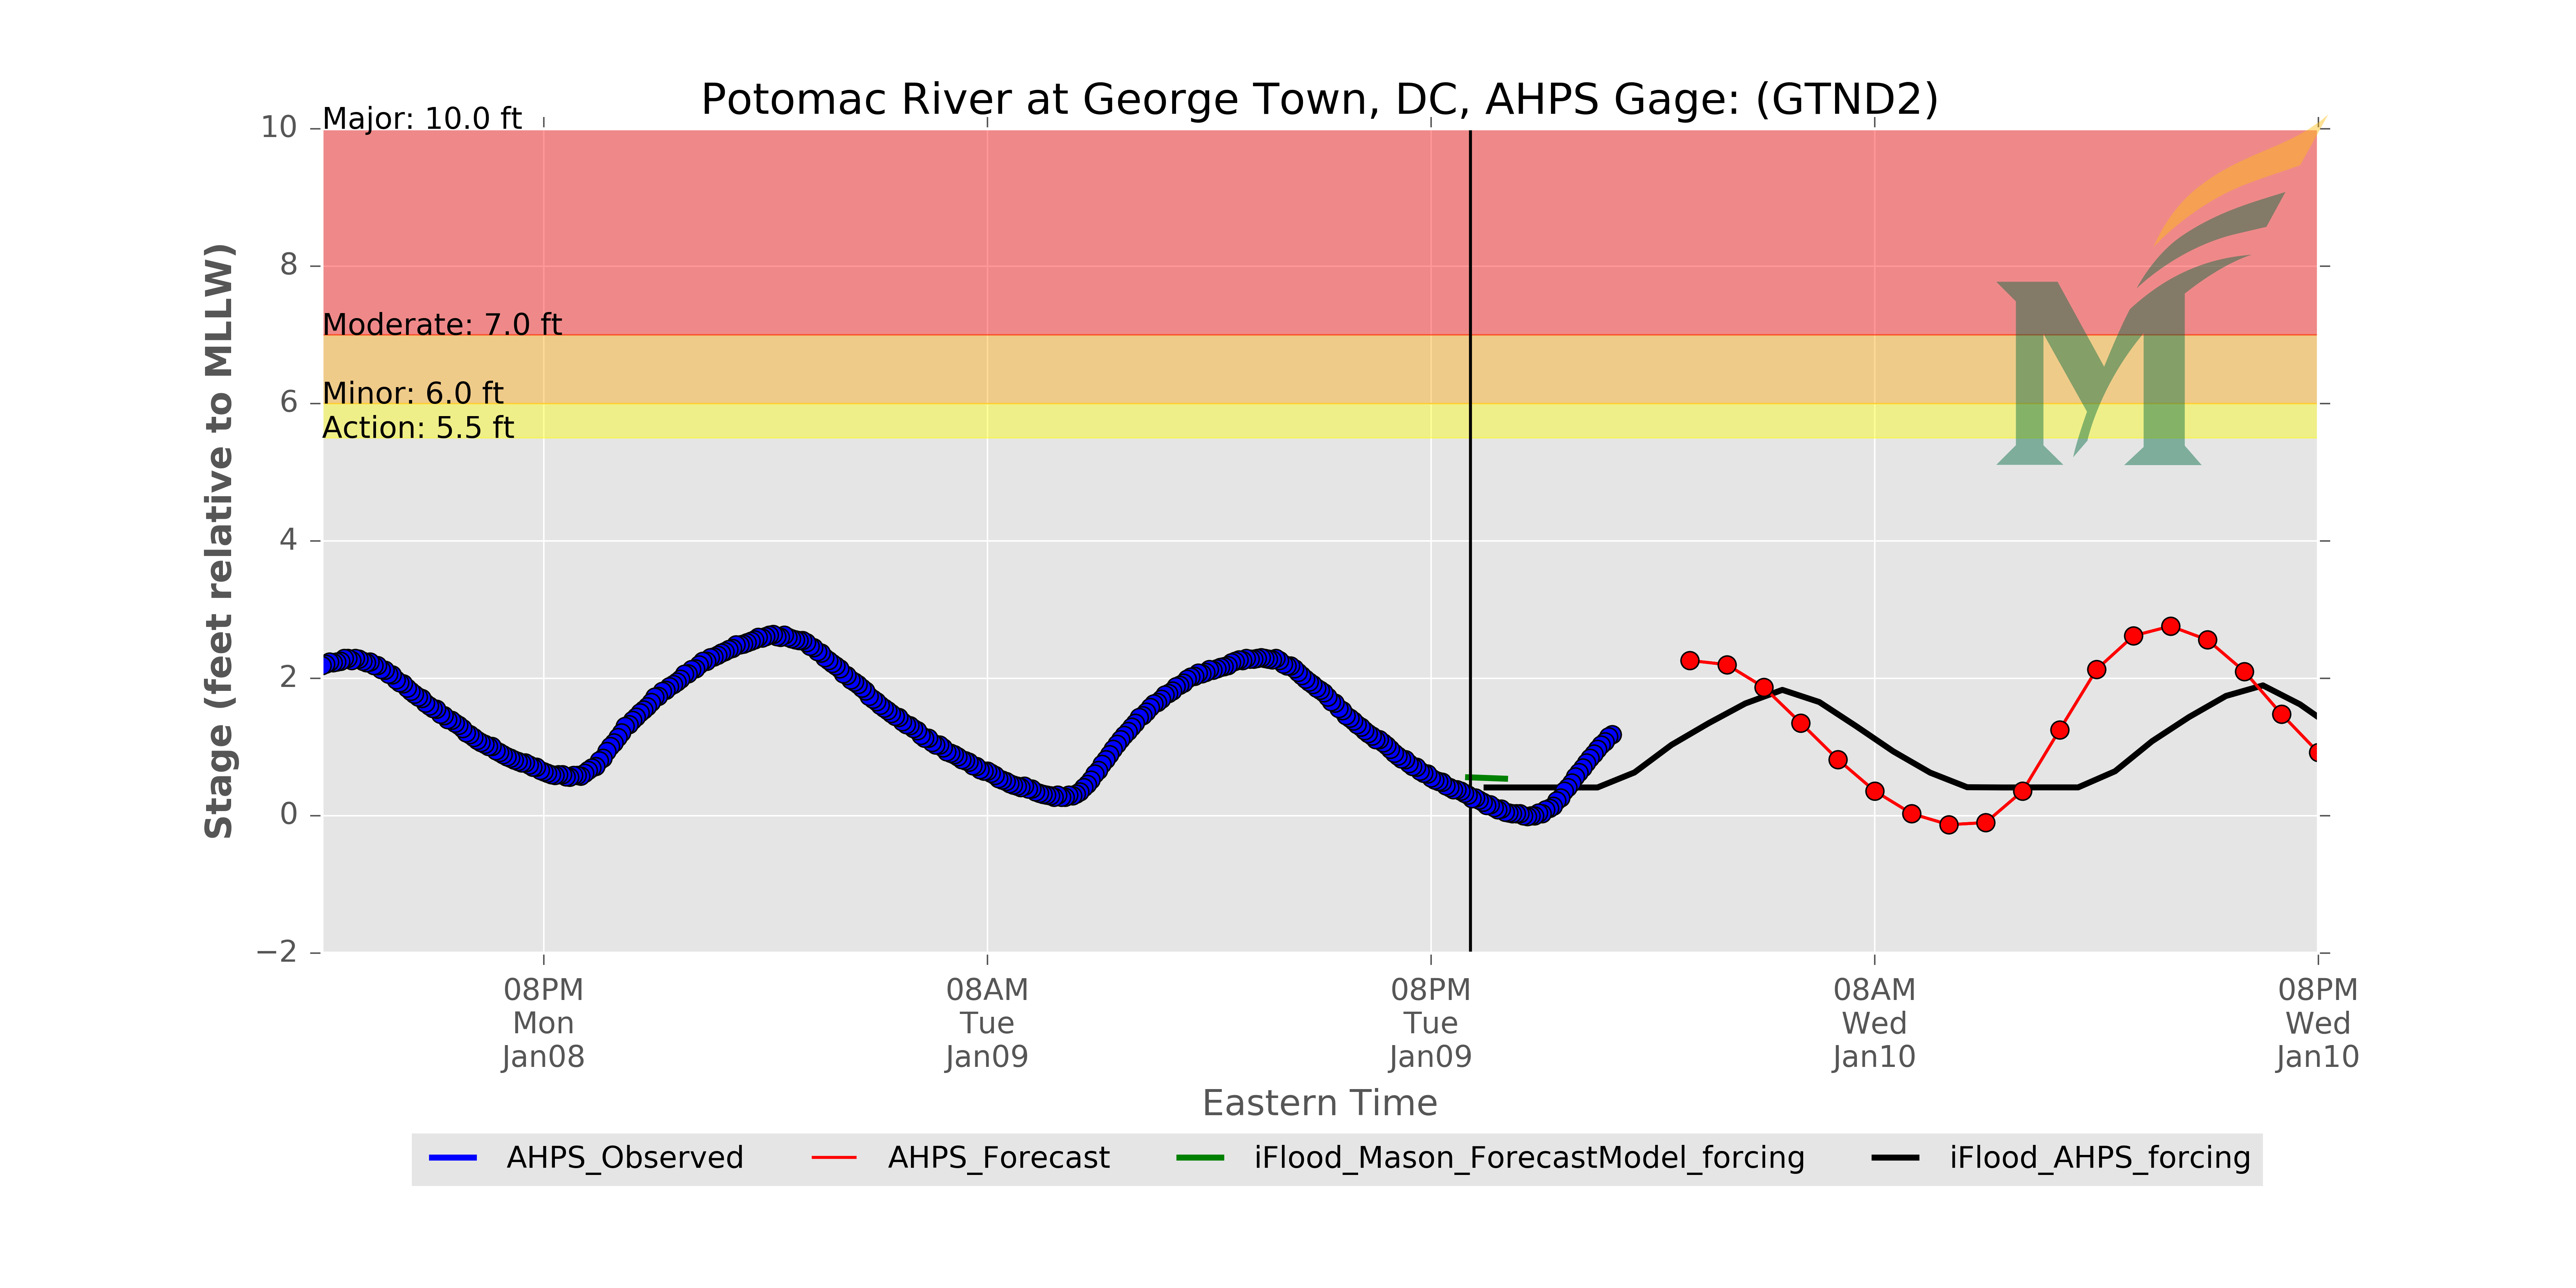 Potomac River at George Town, DC, AHPS Gage: (GTND2)
Major: 10.0 ft
Moderate: 7.0 ft
Minor: 6.0 ft
Action: 5.5 ft
10
8
6
4
2
0
−2
Stage (feet relative to MLLW)
08PM
Mon
Jan08
08AM
Tue
Jan09
08PM
Tue
Jan09
08AM
Wed
Jan10
08PM
Wed
Jan10
Eastern Time
AHPS_Observed
AHPS_Forecast
iFlood_Mason_ForecastModel_forcing
iFlood_AHPS_forcing
M